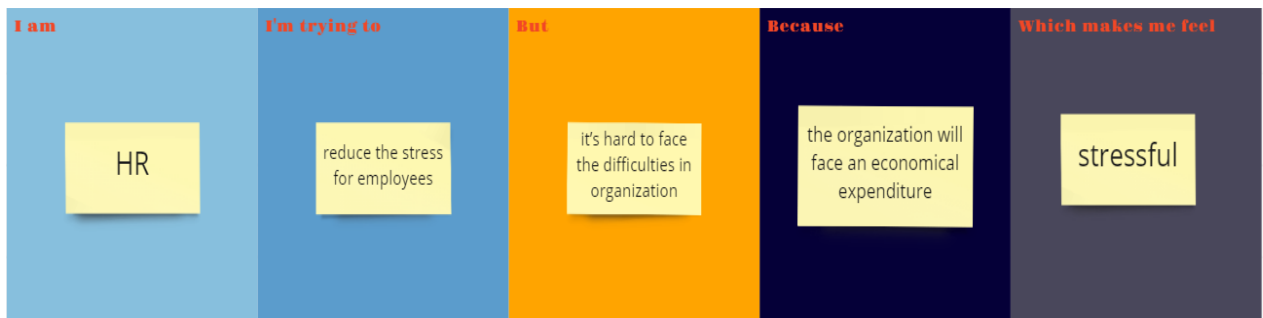 I am
HR
I'm trying to
reduce the stress
for employees
But
it's hard to face
the difficulties in
organization
Because
the organization will
face an economical
expenditure
Which makes me feel
stressful